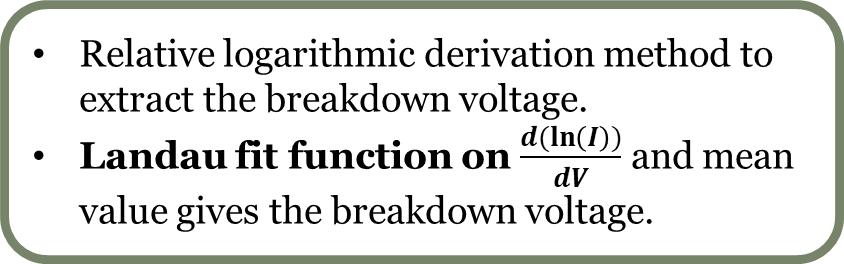 • Relative logarithmic derivation method to
extract the breakdown voltage.
• Landau fit function on d(ln(I))/dV and mean
value gives the breakdown voltage.